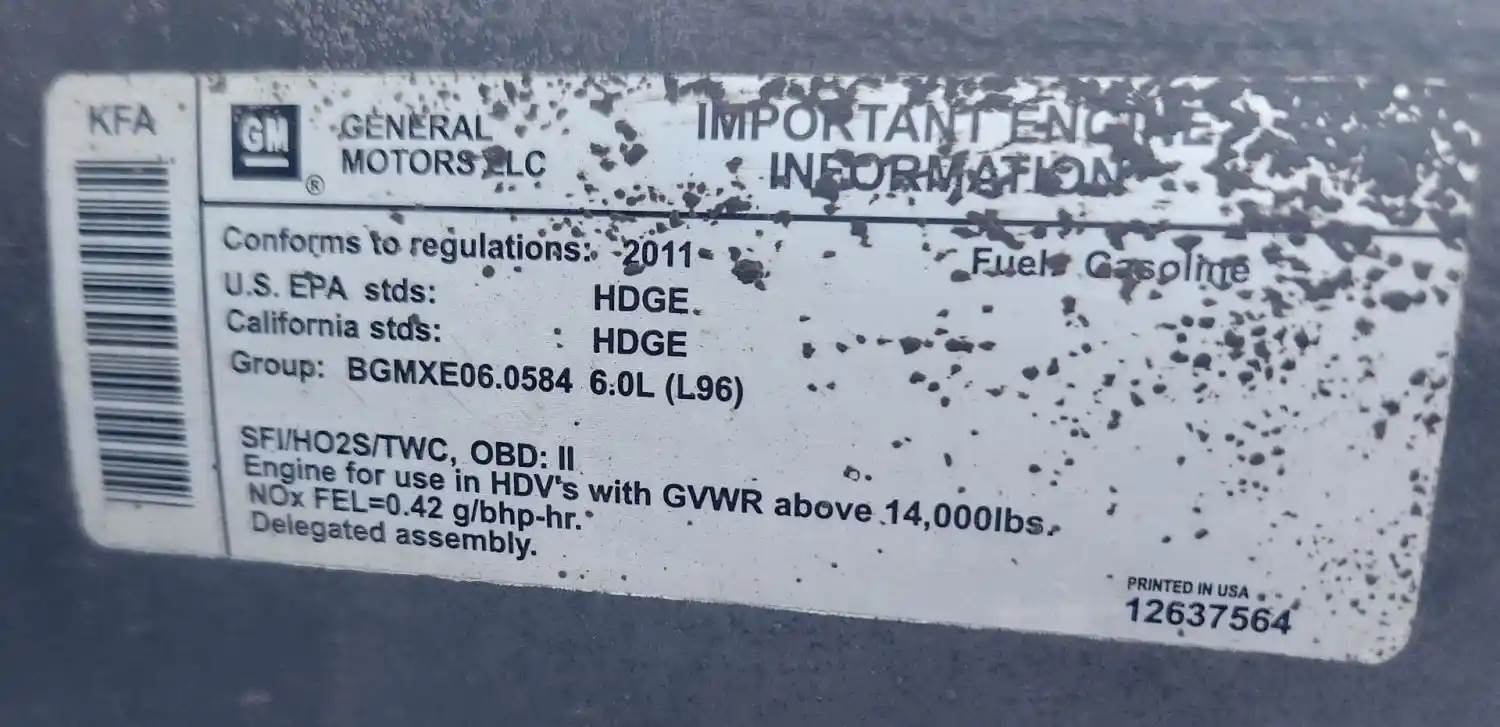 KFA
GM
®
GENERAL
MOTORS LLC
IMPORTANT ENGINE
INFORMATION
Conforms to regulations: 2011
Fuel: Gasoline
U.S. EPA stds: HDGE
California stds: HDGE
Group: BGMXE06.0584 6.0L (L96)
SFI/HO2S/TWC, OBD: II
Engine for use in HDV's with GVWR above 14,000lbs.
NOx FEL=0.42 g/bhp-hr.
Delegated assembly.
PRINTED IN USA
12637564